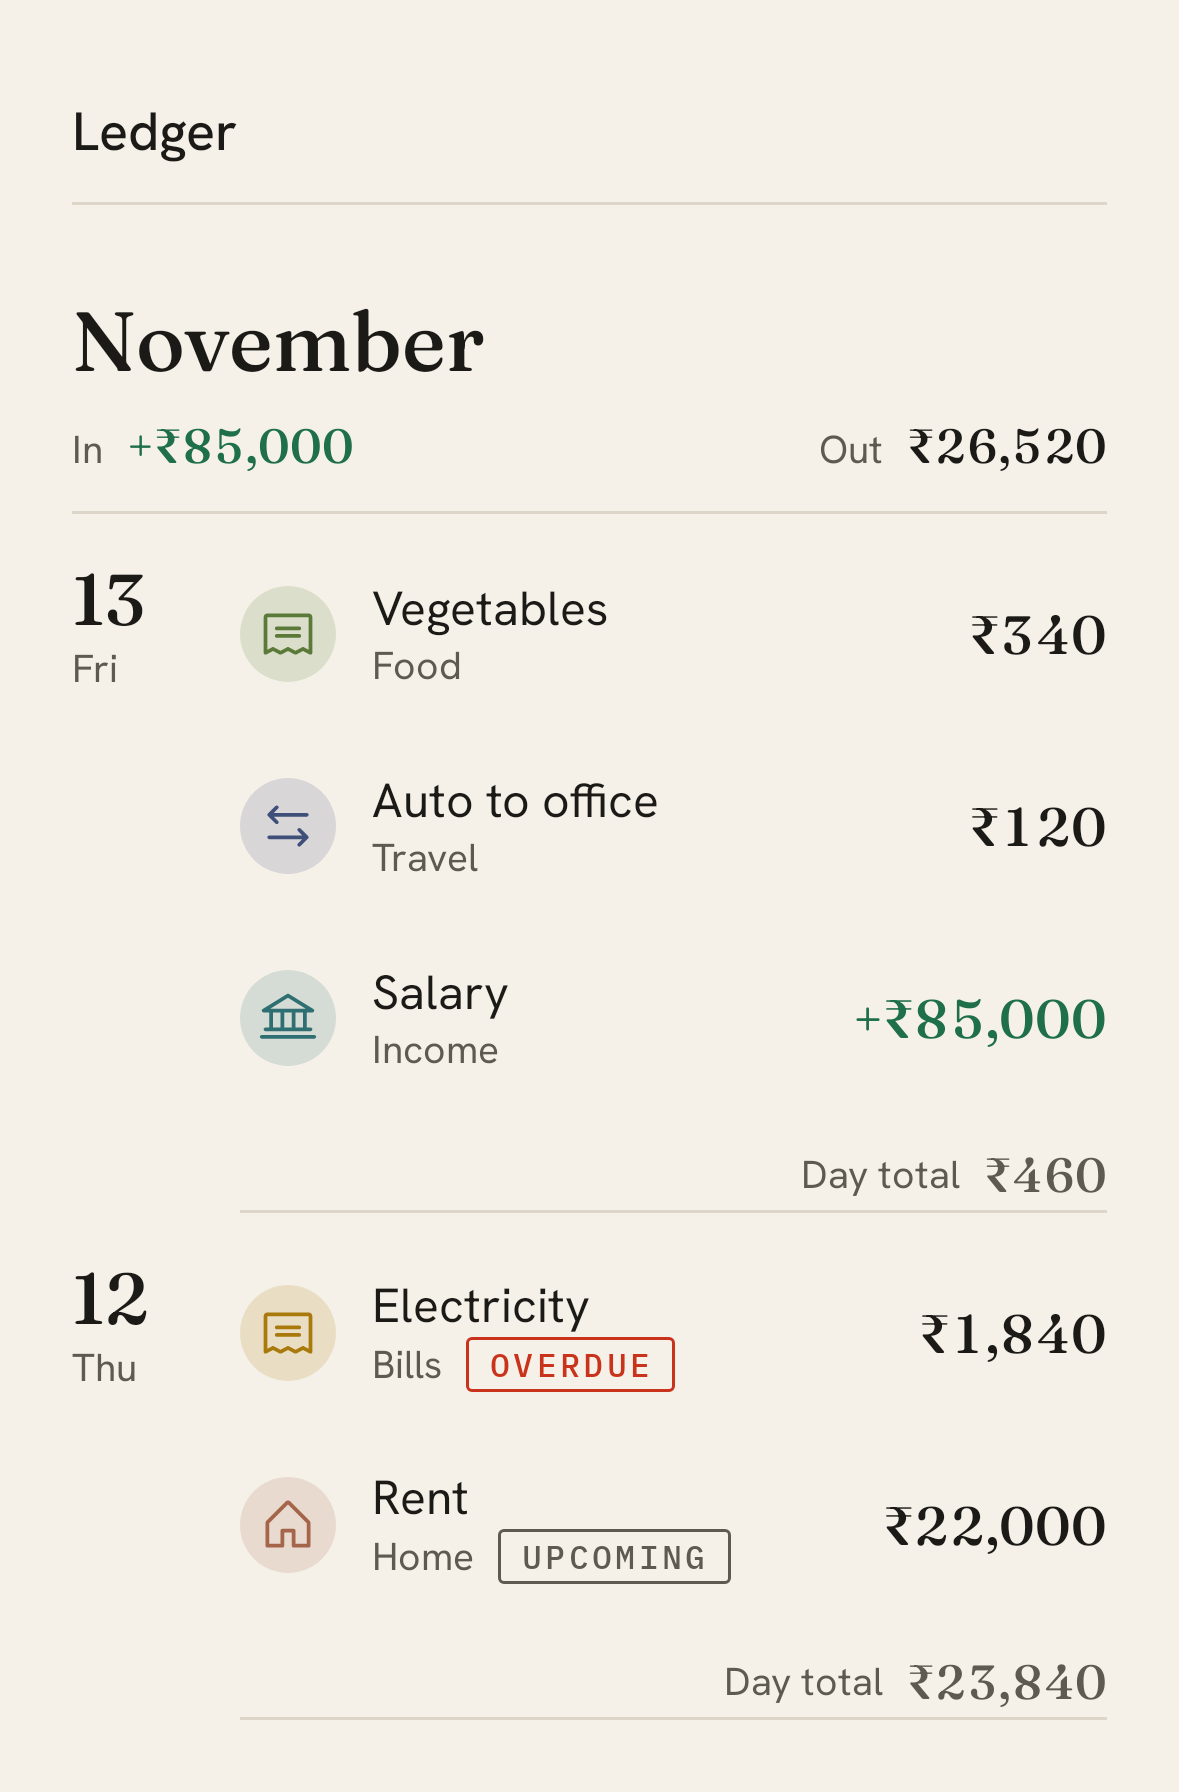 Ledger
November
In +₹85,000 Out ₹26,520
13
Fri
Vegetables
Food
₹340
Auto to office
Travel
₹120
Salary
Income
+₹85,000
Day total ₹460
12
Thu
Electricity
Bills OVERDUE
₹1,840
Rent
Home UPCOMING
₹22,000
Day total ₹23,840